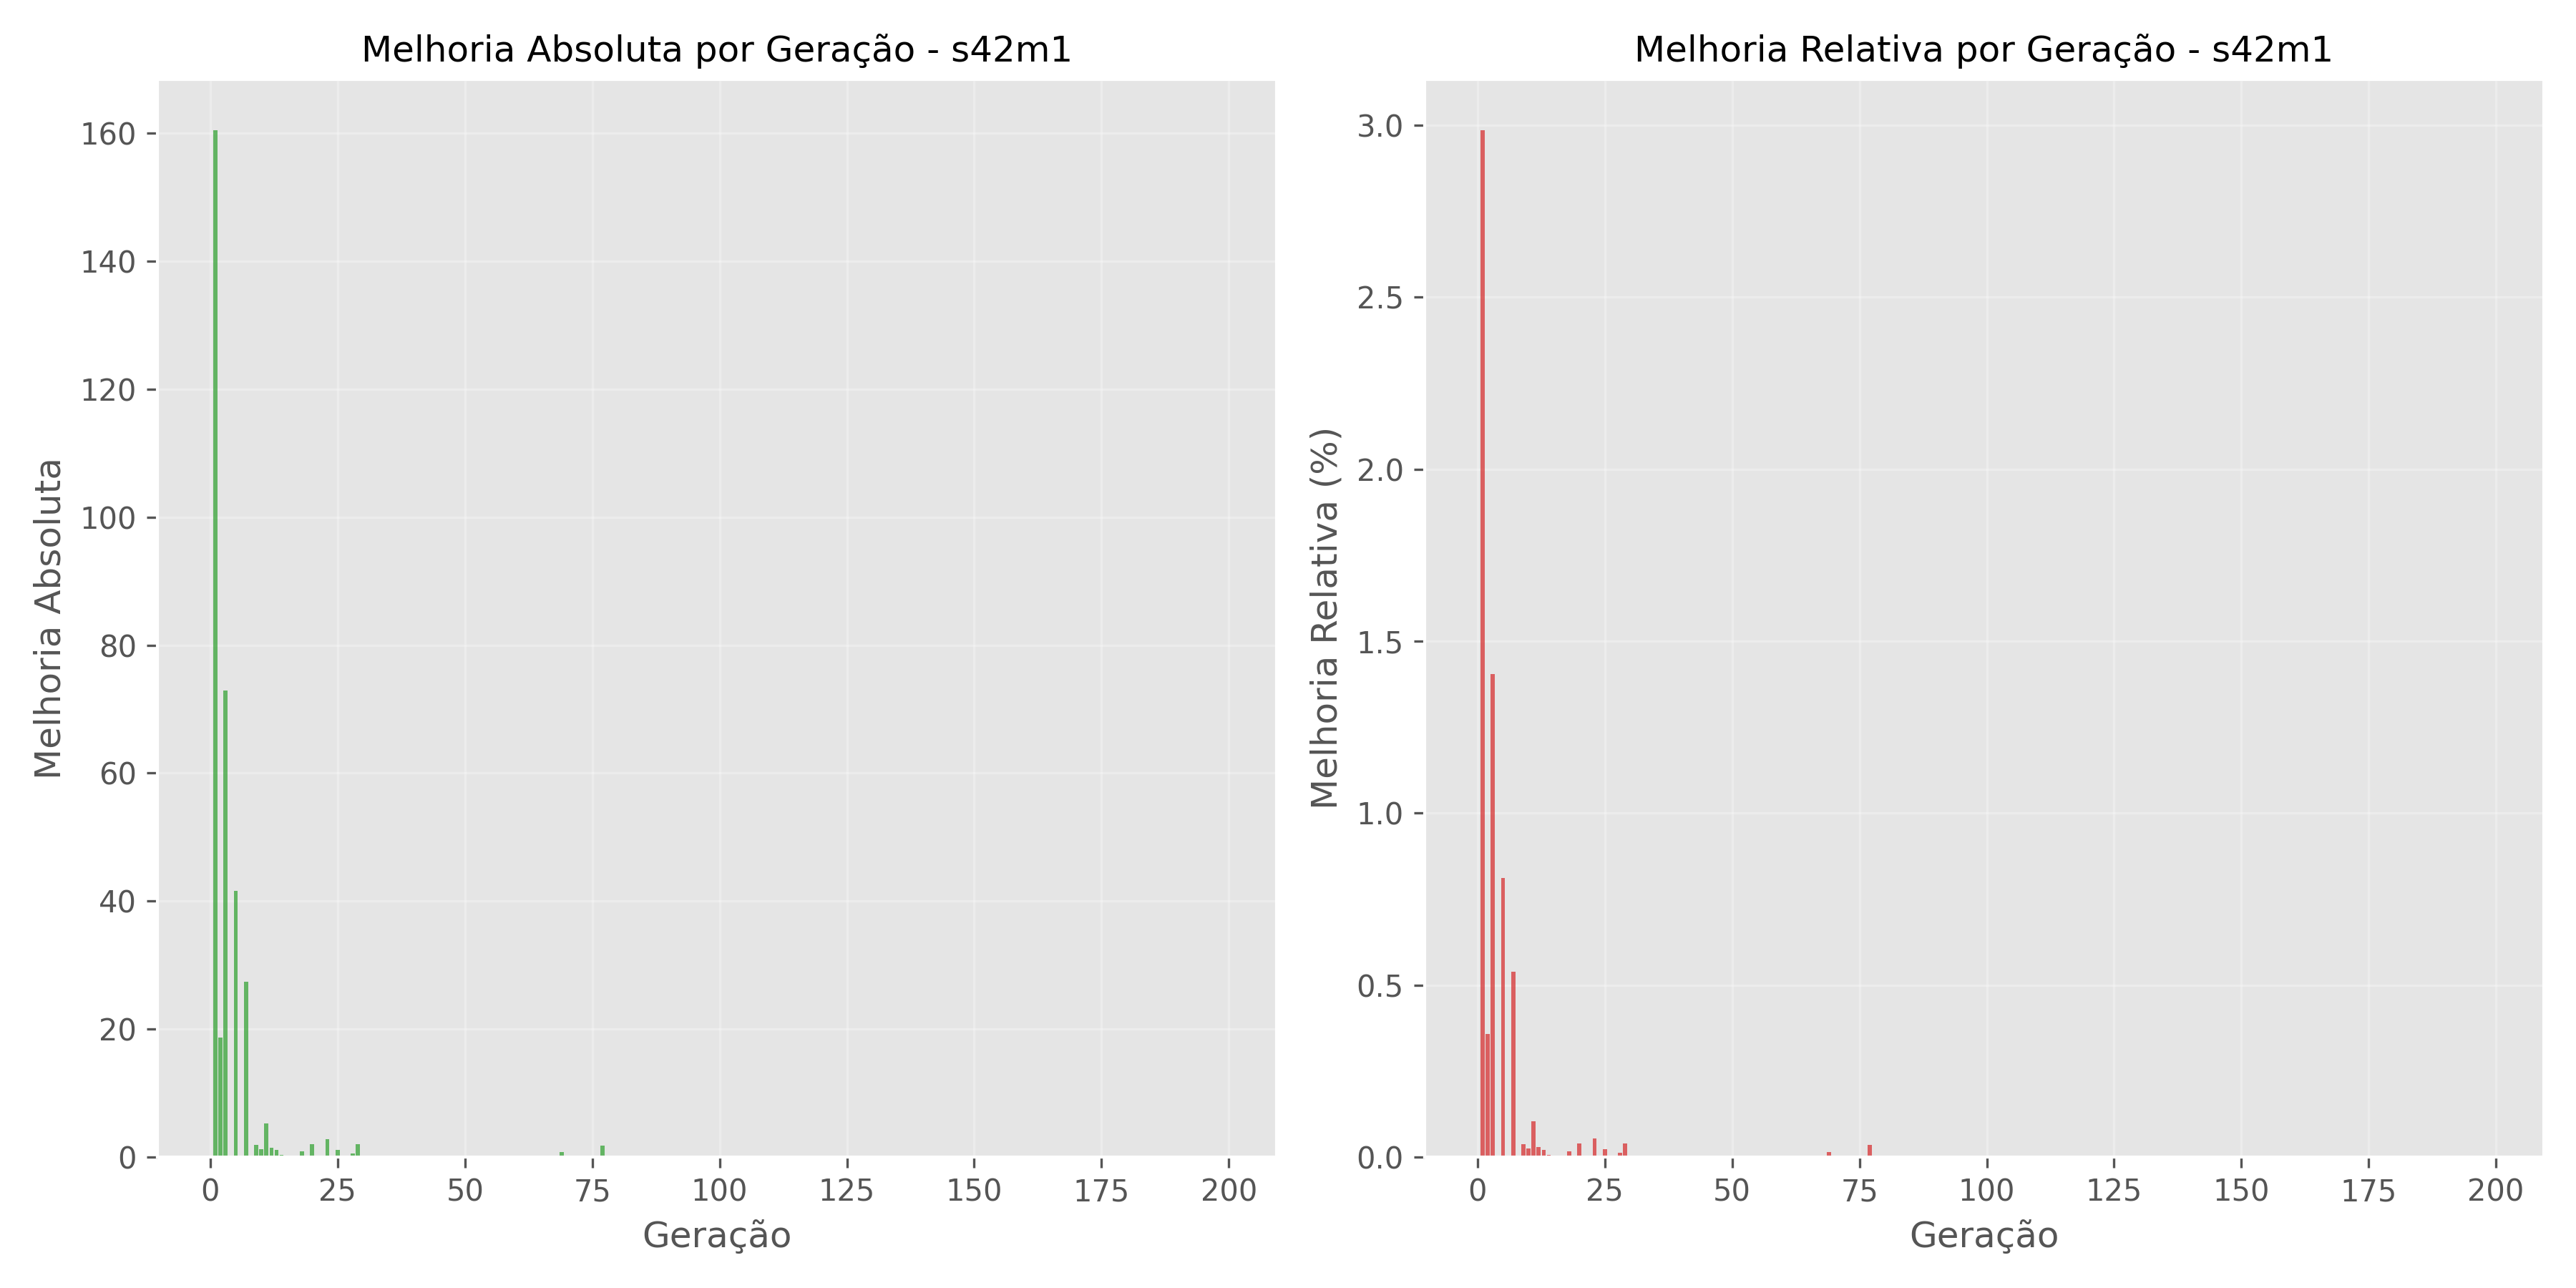 Melhoria Absoluta por Geração - s42m1
Melhoria Absoluta
160
140
120
100
80
60
40
20
0
0 25 50 75 100 125 150 175 200
Geração
Melhoria Relativa por Geração - s42m1
Melhoria Relativa (%)
3.0
2.5
2.0
1.5
1.0
0.5
0.0
0 25 50 75 100 125 150 175 200
Geração